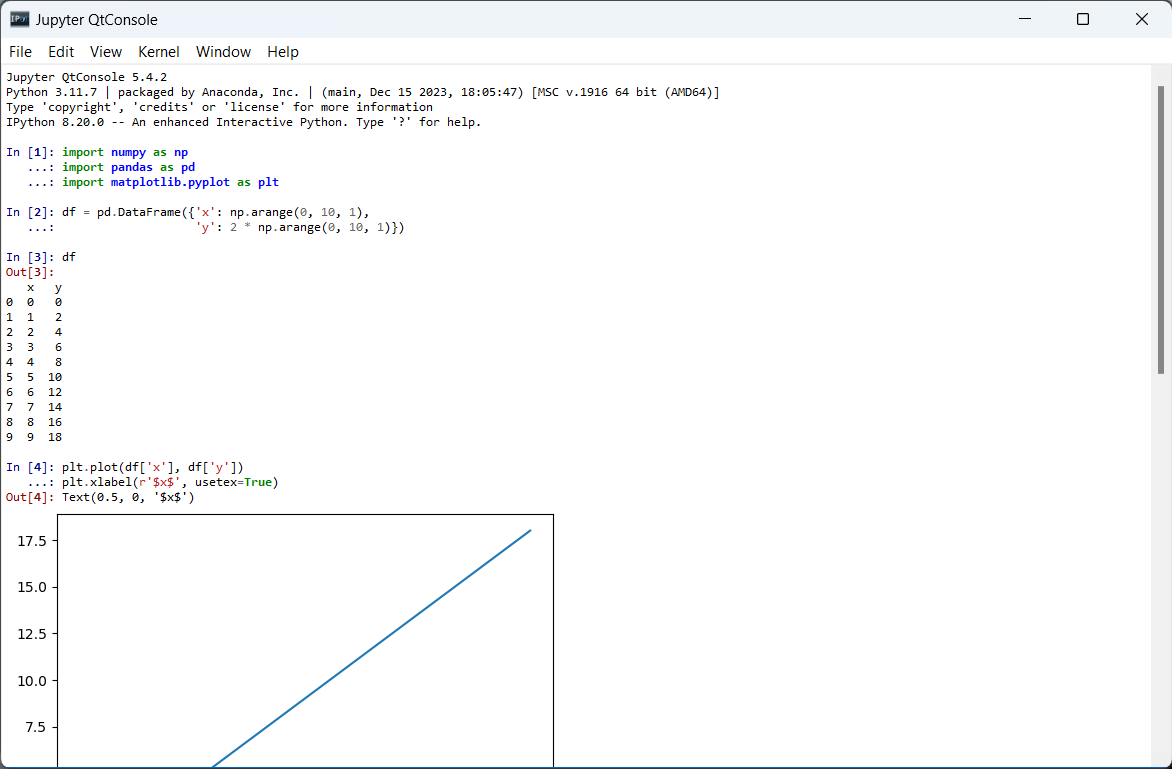 IP[y]
Jupyter QtConsole
File Edit View Kernel Window Help
Jupyter QtConsole 5.4.2
Python 3.11.7 | packaged by Anaconda, Inc. | (main, Dec 15 2023, 18:05:47) [MSC v.1916 64 bit (AMD64)]
Type 'copyright', 'credits' or 'license' for more information
IPython 8.20.0 -- An enhanced Interactive Python. Type '?' for help.
In [1]: import numpy as np
...: import pandas as pd
...: import matplotlib.pyplot as plt
In [2]: df = pd.DataFrame({'x': np.arange(0, 10, 1),
...: 'y': 2 * np.arange(0, 10, 1)})
In [3]: df
Out[3]:
x y
0 0 0
1 1 2
2 2 4
3 3 6
4 4 8
5 5 10
6 6 12
7 7 14
8 8 16
9 9 18
In [4]: plt.plot(df['x'], df['y'])
...: plt.xlabel(r'$x$', usetex=True)
Out[4]: Text(0.5, 0, '$x$')
17.5
15.0
12.5
10.0
7.5